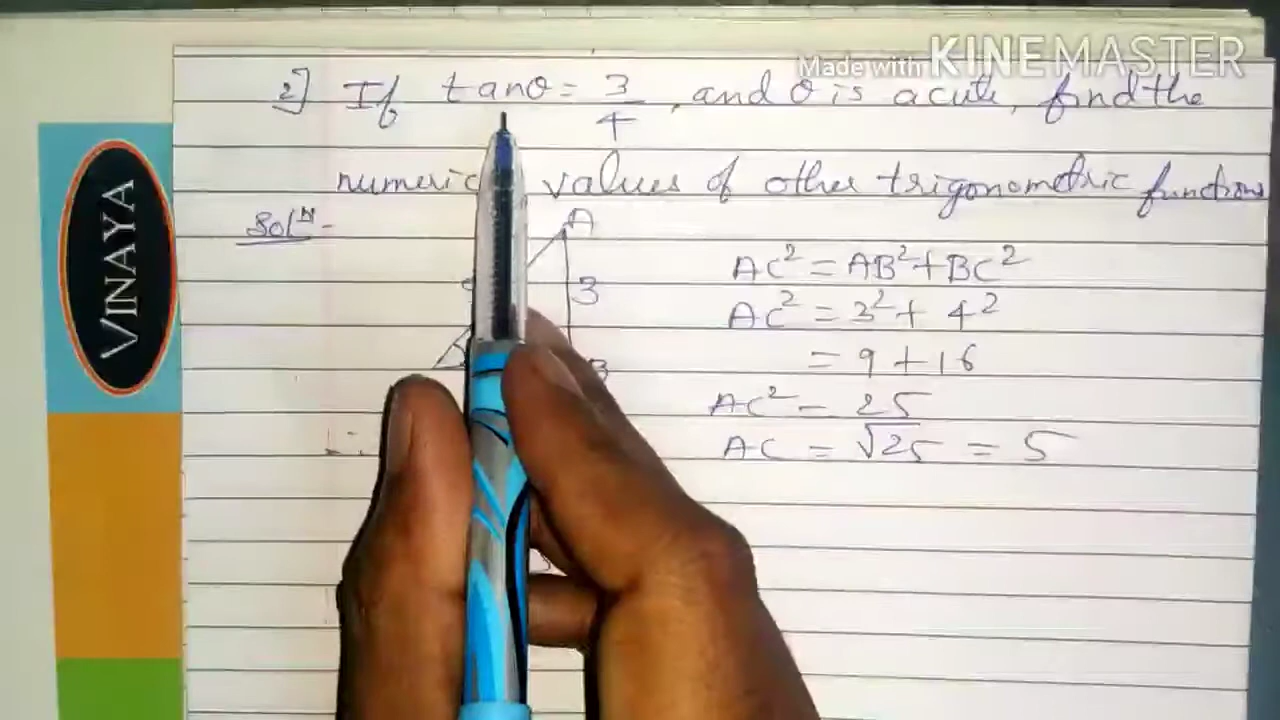 Made with KINEMASTER
2] If tanθ = 3/4, and θ is acute, find the
numeric values of other trigonometric functions
Solⁿ-
A
3
B
AC² = AB² + BC²
AC² = 3² + 4²
= 9 + 16
AC² = 25
AC = √25 = 5
VINAYA